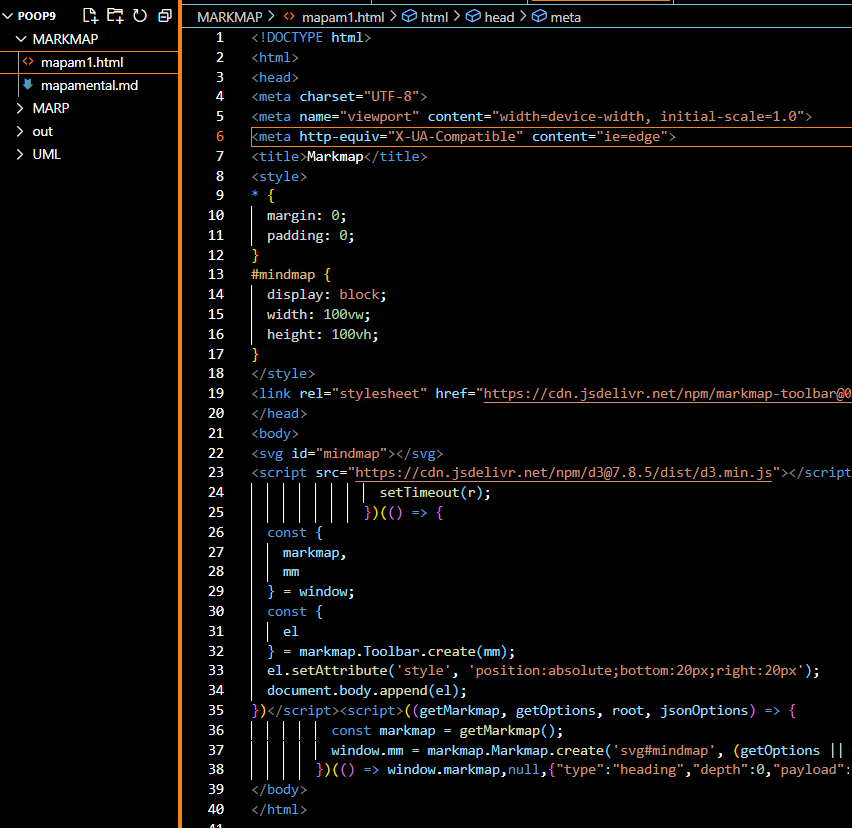 POOP9
MARKMAP
mapam1.html
mapamental.md
MARP
out
UML
MARKMAP > <> mapam1.html > html > head > meta
1 <!DOCTYPE html>
2 <html>
3 <head>
4 <meta charset="UTF-8">
5 <meta name="viewport" content="width=device-width, initial-scale=1.0">
6 <meta http-equiv="X-UA-Compatible" content="ie=edge">
7 <title>Markmap</title>
8 <style>
9 * {
10 margin: 0;
11 padding: 0;
12 }
13 #mindmap {
14 display: block;
15 width: 100vw;
16 height: 100vh;
17 }
18 </style>
19 <link rel="stylesheet" href="https://cdn.jsdelivr.net/npm/markmap-toolbar@0
20 </head>
21 <body>
22 <svg id="mindmap"></svg>
23 <script src="https://cdn.jsdelivr.net/npm/d3@7.8.5/dist/d3.min.js"></script
24 setTimeout(r);
25 })(() => {
26 const {
27 markmap,
28 mm
29 } = window;
30 const {
31 el
32 } = markmap.Toolbar.create(mm);
33 el.setAttribute('style', 'position:absolute;bottom:20px;right:20px');
34 document.body.append(el);
35 })</script><script>((getMarkmap, getOptions, root, jsonOptions) => {
36 const markmap = getMarkmap();
37 window.mm = markmap.Markmap.create('svg#mindmap', (getOptions ||
38 })(() => window.markmap,null,{"type":"heading","depth":0,"payload":
39 </body>
40 </html>
41